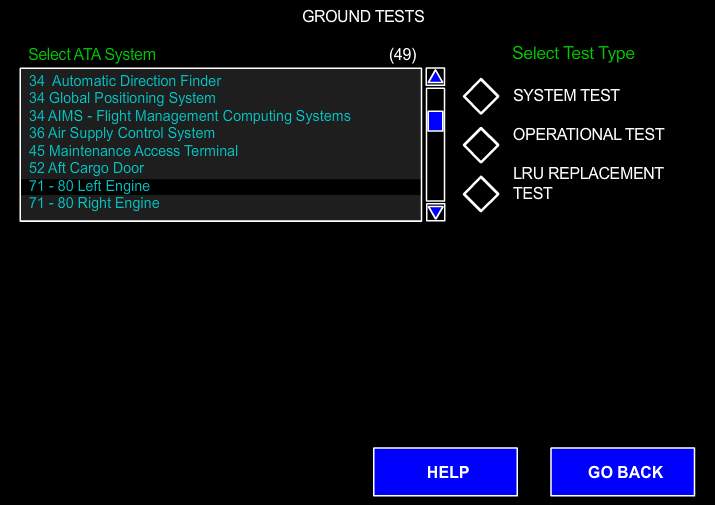 GROUND TESTS
Select ATA System (49)
34  Automatic Direction Finder
34 Global Positioning System
34 AIMS - Flight Management Computing Systems
36 Air Supply Control System
45 Maintenance Access Terminal
52 Aft Cargo Door
71 - 80 Left Engine
71 - 80 Right Engine
Select Test Type
SYSTEM TEST
OPERATIONAL TEST
LRU REPLACEMENT
TEST
HELP
GO BACK